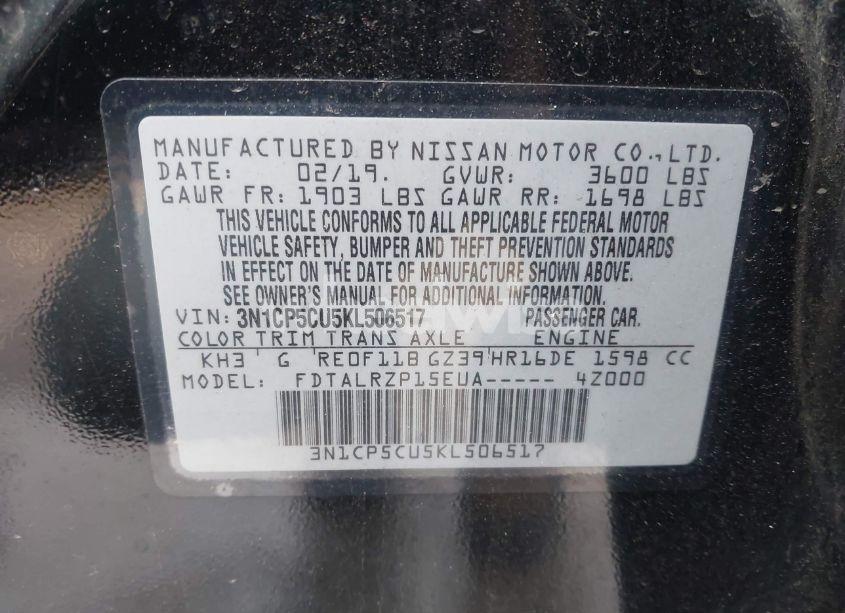 MANUFACTURED BY NISSAN MOTOR CO.,LTD.
DATE: 02/19. GVWR: 3600 LBS
GAWR FR: 1903 LBS GAWR RR: 1698 LBS
THIS VEHICLE CONFORMS TO ALL APPLICABLE FEDERAL MOTOR
VEHICLE SAFETY, BUMPER AND THEFT PREVENTION STANDARDS
IN EFFECT ON THE DATE OF MANUFACTURE SHOWN ABOVE.
SEE OWNER'S MANUAL FOR ADDITIONAL INFORMATION.
VIN: 3N1CP5CU5KL506517 PASSENGER CAR.
COLOR TRIM TRANS AXLE ENGINE
KH3 G RE0F11B GZ39 HR16DE 1598 CC
MODEL: FDTALRZP15EUA----- 4Z000
3N1CP5CU5KL506517